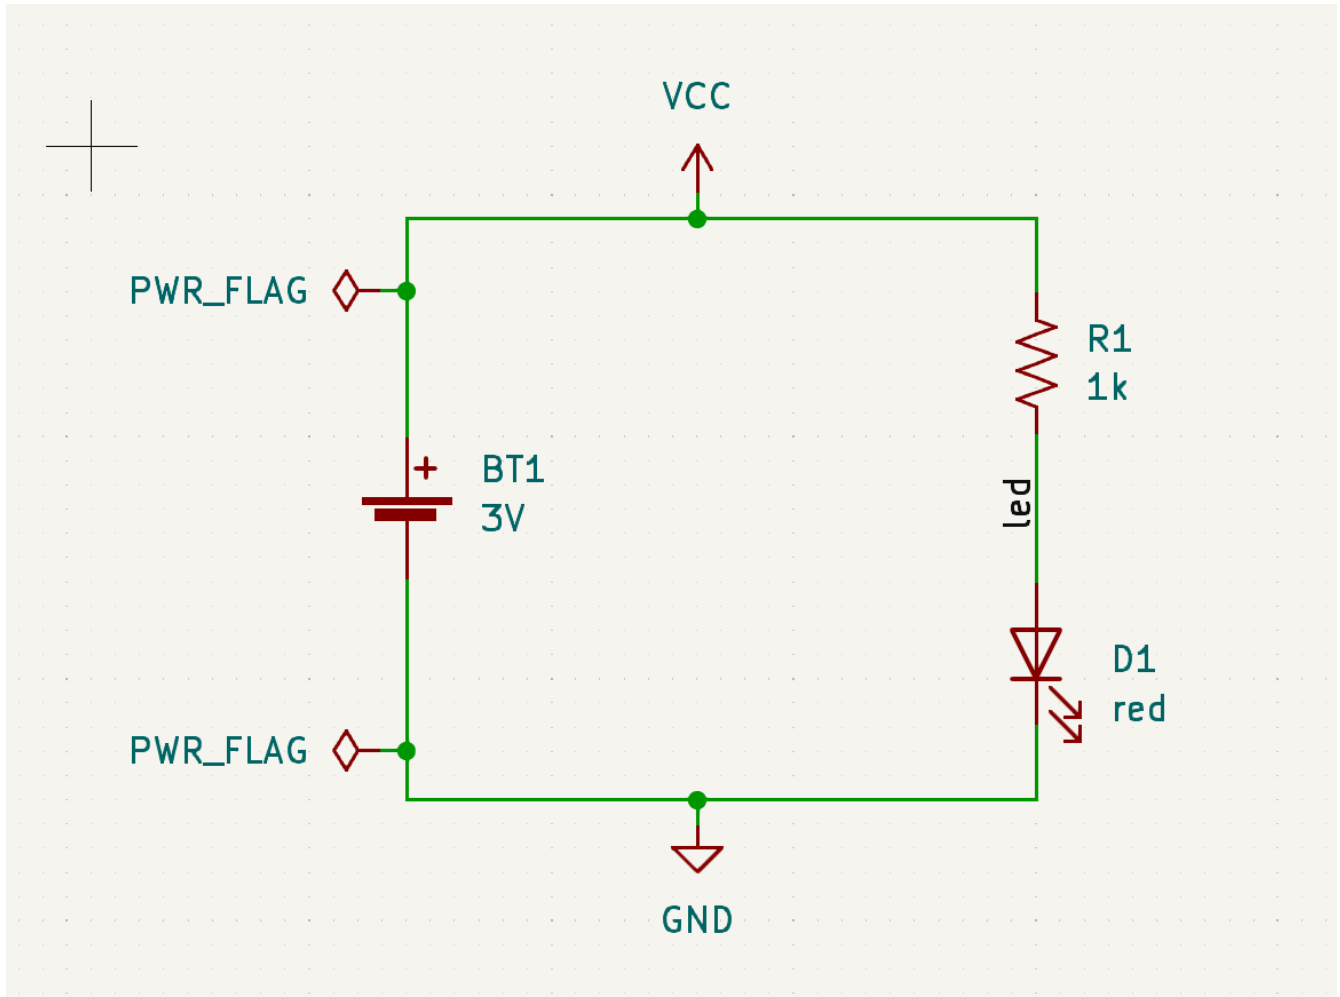 VCC
PWR_FLAG
R1
1k
BT1
3V
led
D1
red
PWR_FLAG
GND